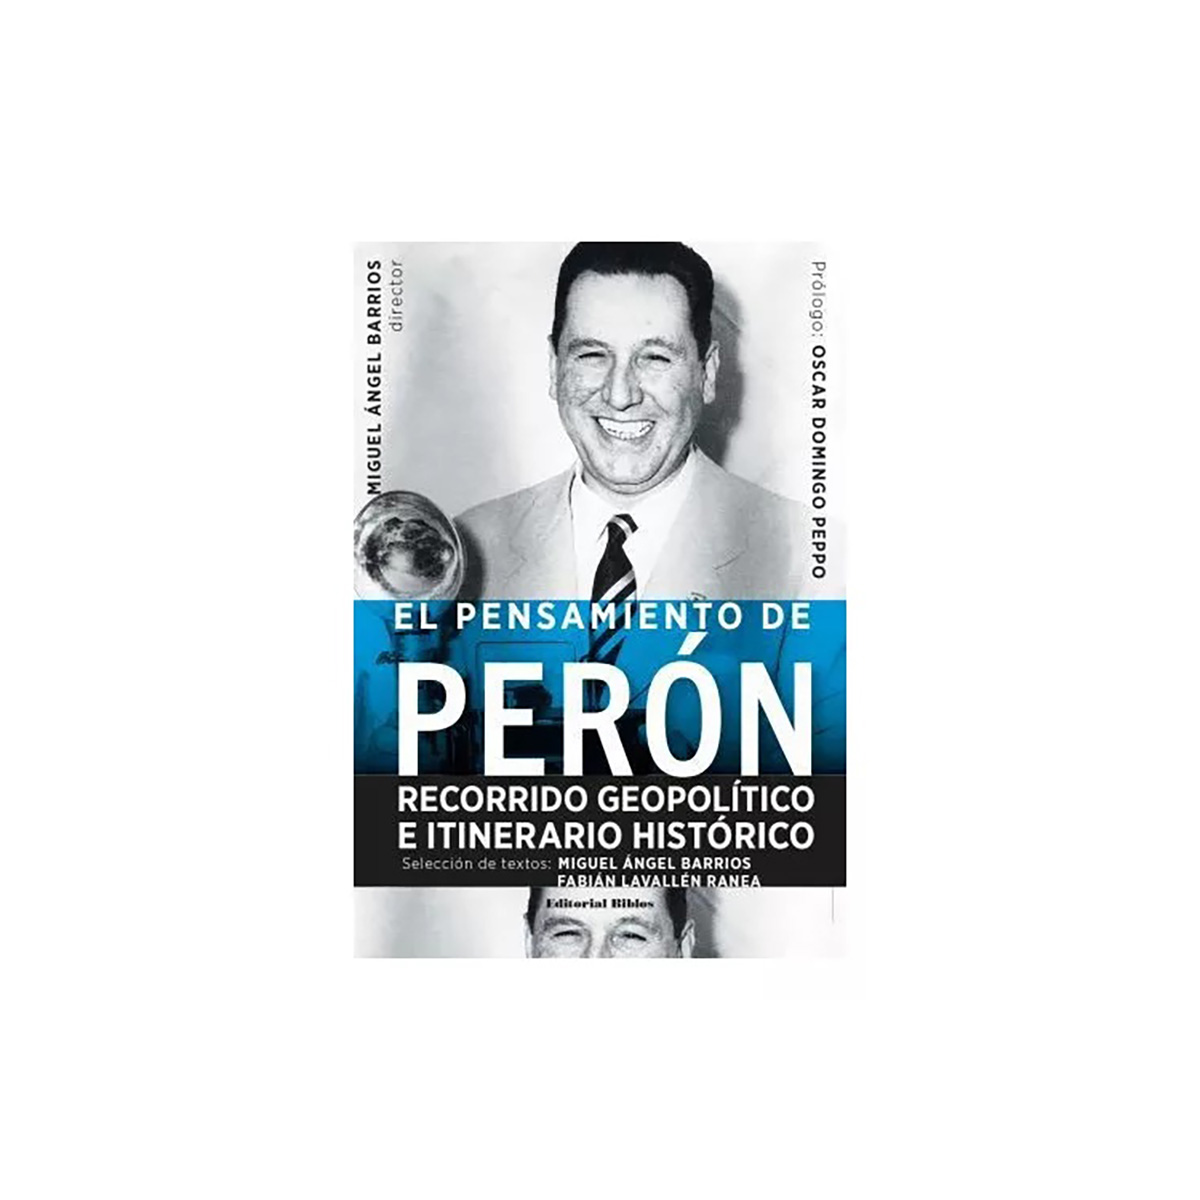 MIGUEL ÁNGEL BARRIOS
director
Prólogo: OSCAR DOMINGO PEPPO
EL PENSAMIENTO DE
PERÓN
RECORRIDO GEOPOLÍTICO
E ITINERARIO HISTÓRICO
Selección de textos: MIGUEL ÁNGEL BARRIOS
FABIÁN LAVALLÉN RANEA
Editorial Biblos